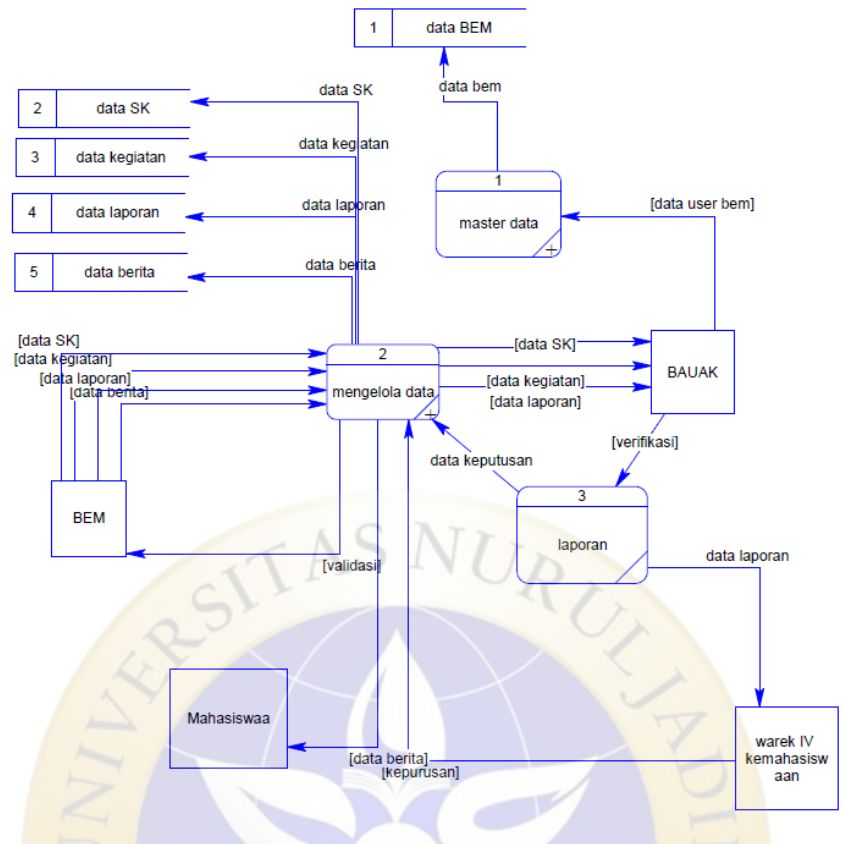 1 data BEM
data bem
data SK
2 data SK
data kegiatan
3 data kegiatan
1
master data
[data user bem]
4 data laporan
data laporan
5 data berita
data berita
[data SK]
[data kegiatan]
[data laporan]
[data berita]
2
mengelola data
[data SK]
[data kegiatan]
[data laporan]
BAUAK
[verifikasi]
data keputusan
3
laporan
BEM
[validasi]
data laporan
Mahasiswaa
[data berita]
[kepurusan]
warek IV
kemahasisw
aan
UNIVERSITAS NURUL JADI